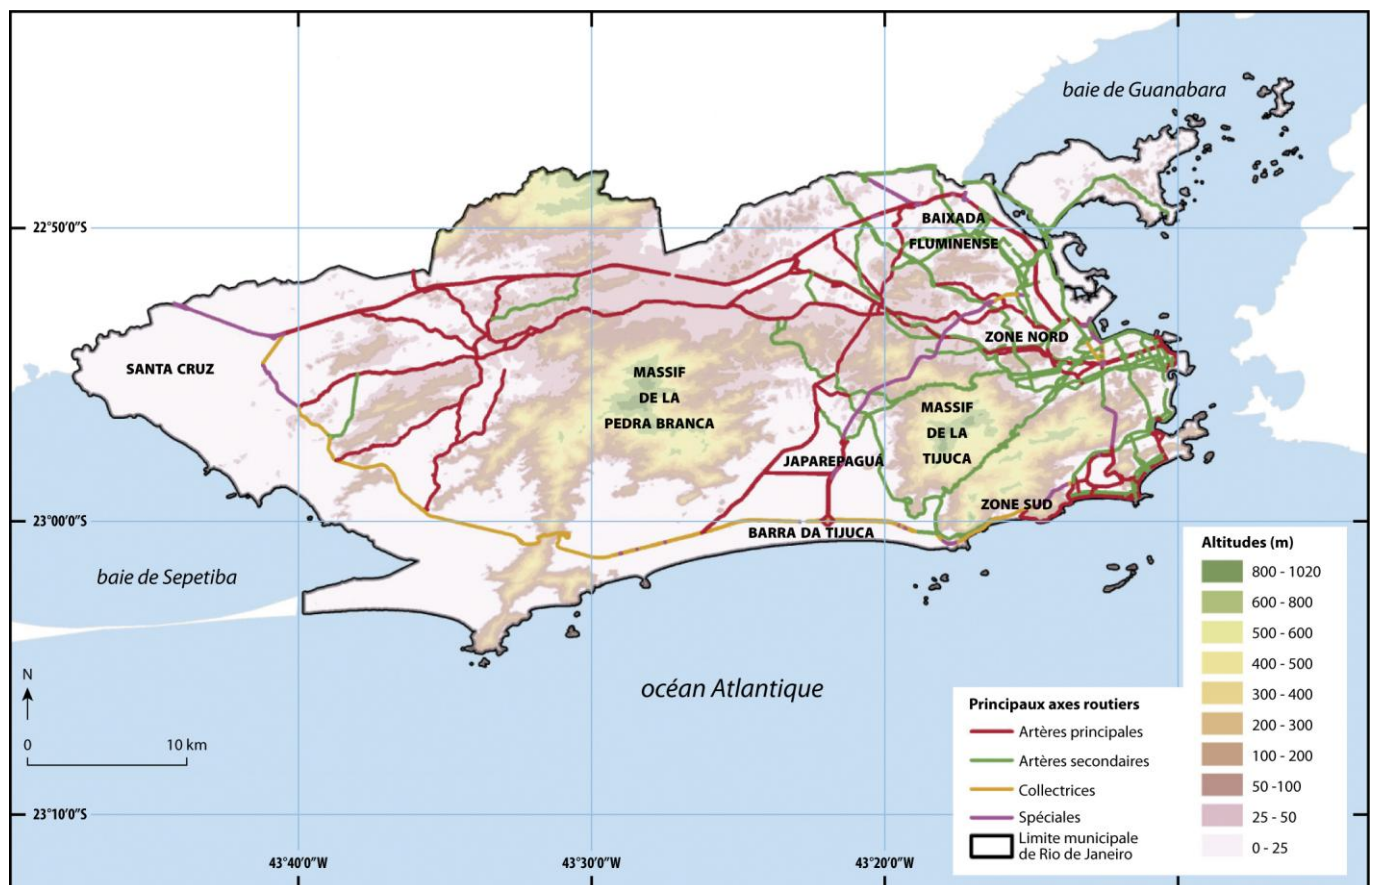 baie de Guanabara
22°50'0"S
BAIXADA
FLUMINENSE
ZONE NORD
SANTA CRUZ
MASSIF
DE LA
PEDRA BRANCA
MASSIF
DE LA
TIJUCA
JAPAREPAGUÁ
ZONE SUD
23°00'0"S
BARRA DA TIJUCA
baie de Sepetiba
océan Atlantique
N
0 10 km
23°10'0"S
43°40'0"W 43°30'0"W 43°20'0"W
Principaux axes routiers
Artères principales
Artères secondaires
Collectrices
Spéciales
Limite municipale
de Rio de Janeiro
Altitudes (m)
800 - 1020
600 - 800
500 - 600
400 - 500
300 - 400
200 - 300
100 - 200
50 -100
25 - 50
0 - 25